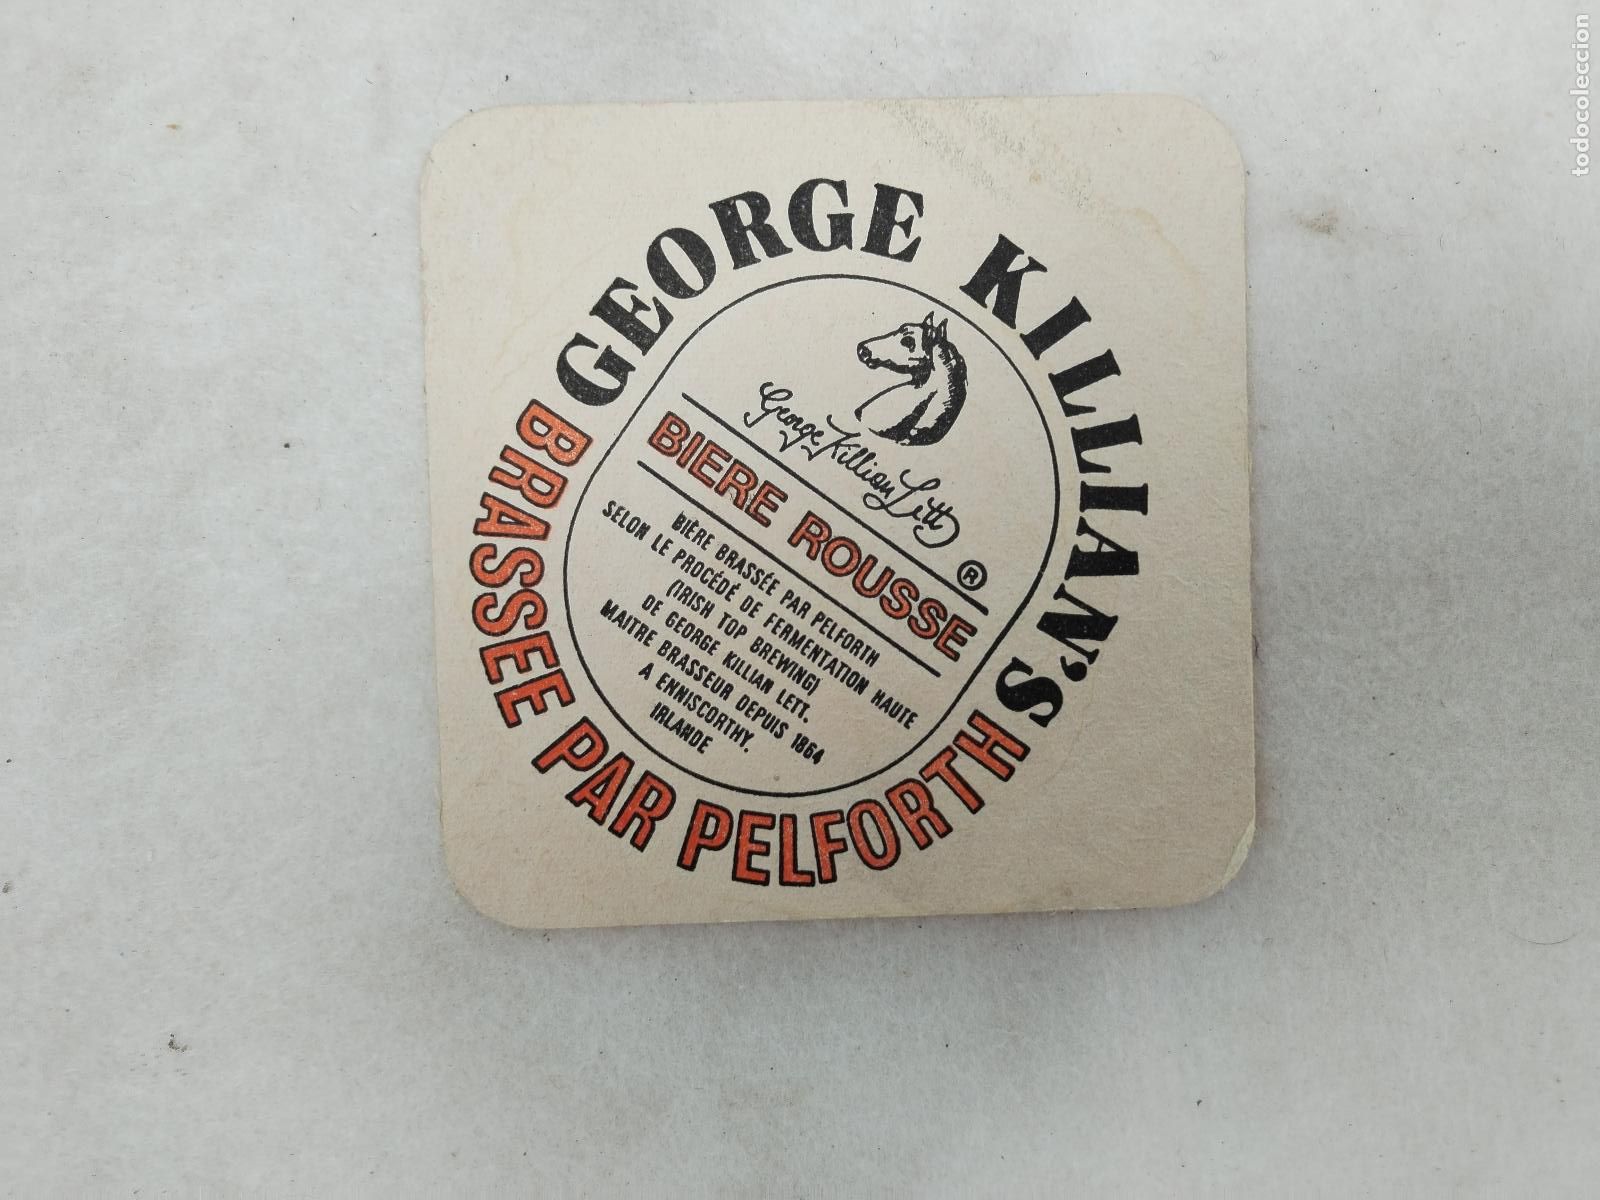 GEORGE KILLIAN'S
George Killian Lett
®
BIERE ROUSSE
BIÈRE BRASSÉE PAR PELFORTH
SELON LE PROCÉDÉ DE FERMENTATION HAUTE
(IRISH TOP BREWING)
DE GEORGE KILLIAN LETT.
MAITRE BRASSEUR DEPUIS 1864
A ENNISCORTHY.
IRLANDE
BRASSEE PAR PELFORTH
todocoleccion